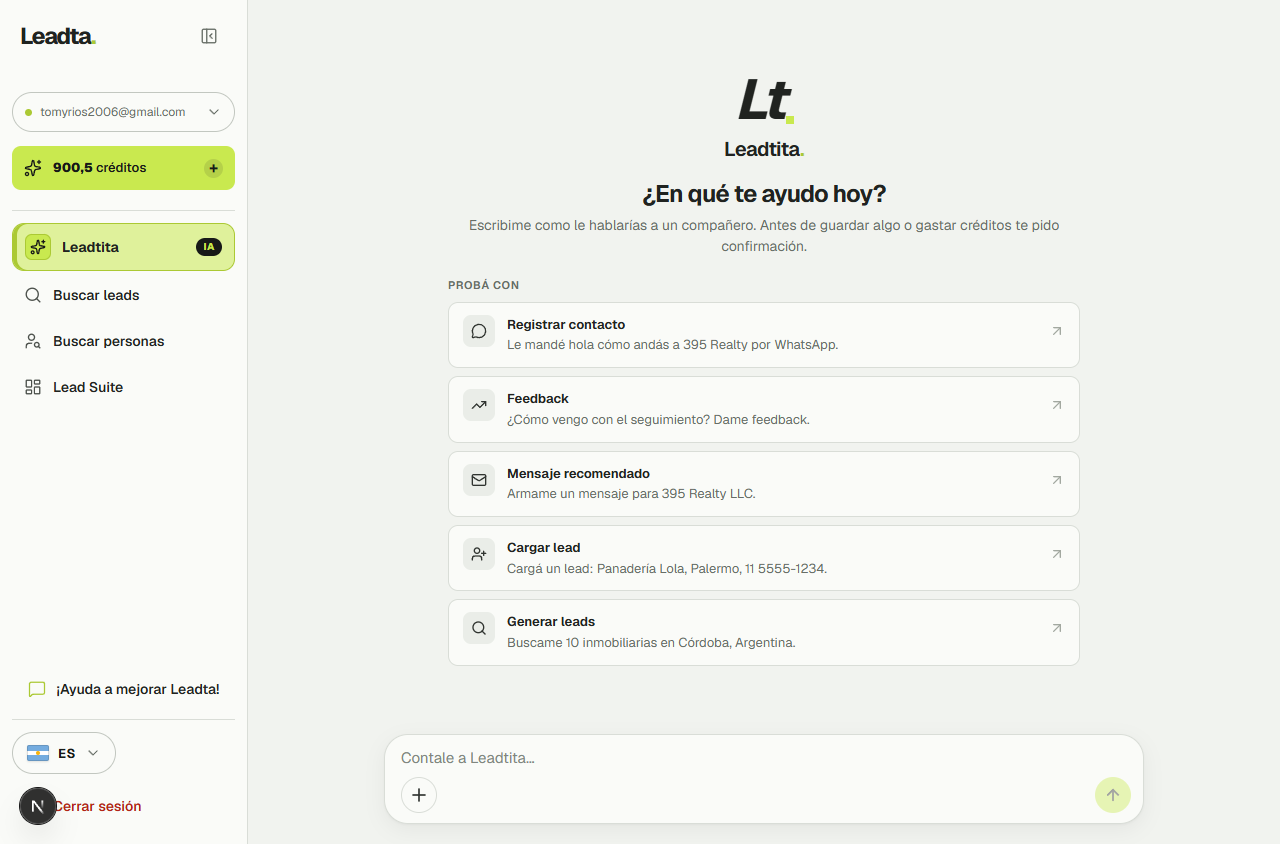 Leadta.
tomyrios2006@gmail.com
900,5 créditos
Leadtita
IA
Buscar leads
Buscar personas
Lead Suite
¡Ayuda a mejorar Leadta!
ES
N
Cerrar sesión
Lt.
Leadtita.
¿En qué te ayudo hoy?
Escribime como le hablarías a un compañero. Antes de guardar algo o gastar créditos te pido
confirmación.
PROBÁ CON
Registrar contacto
Le mandé hola cómo andás a 395 Realty por WhatsApp.
Feedback
¿Cómo vengo con el seguimiento? Dame feedback.
Mensaje recomendado
Armame un mensaje para 395 Realty LLC.
Cargar lead
Cargá un lead: Panadería Lola, Palermo, 11 5555-1234.
Generar leads
Buscame 10 inmobiliarias en Córdoba, Argentina.
Contale a Leadtita...